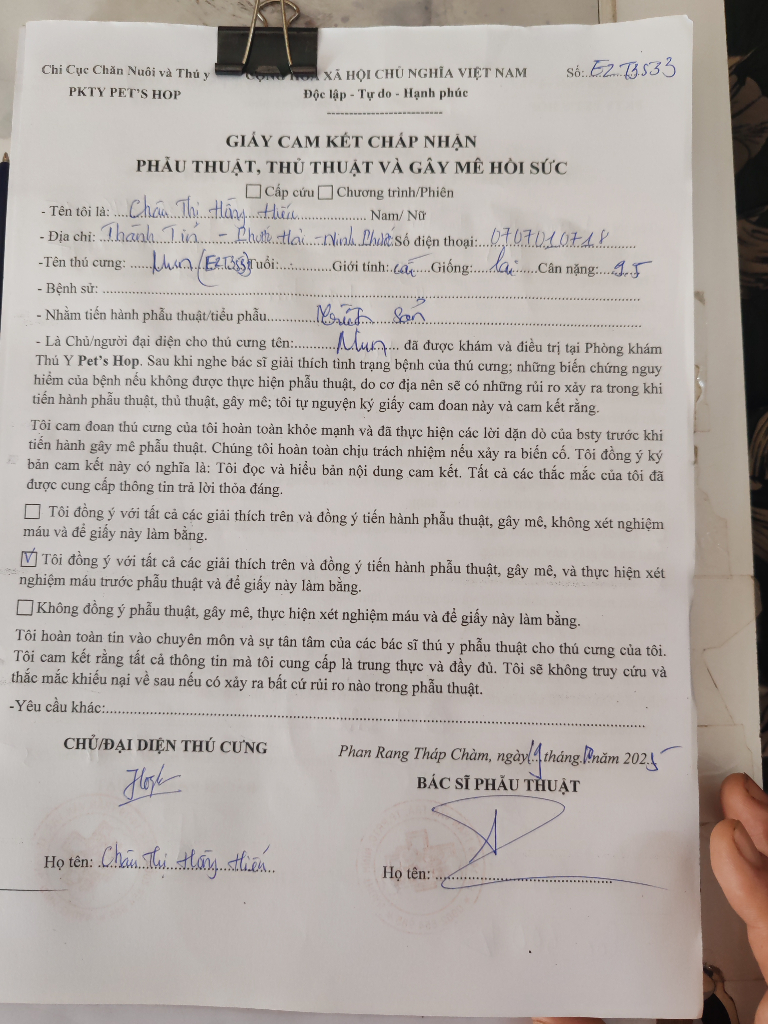 Chi Cục Chăn Nuôi và Thú y
CỘNG HÒA XÃ HỘI CHỦ NGHĨA VIỆT NAM
Số: EZTB533
PKTY PET'S HOP
Độc lập - Tự do - Hạnh phúc
GIẤY CAM KẾT CHẤP NHẬN
PHẪU THUẬT, THỦ THUẬT VÀ GÂY MÊ HỒI SỨC
Cấp cứu Chương trình/Phiên
- Tên tôi là: Châu Thị Hồng Hiếu Nam/ Nữ
- Địa chỉ: Thành Tín - Phước Hải - Ninh Phước Số điện thoại: 0707010718
-Tên thú cưng: Mun Tuổi: Giới tính: cái Giống: lai Cân nặng:
- Bệnh sử:
- Nhằm tiến hành phẫu thuật/tiểu phẫu Triệt sản
- Là Chủ/người đại diện cho thú cưng tên: Mun đã được khám và điều trị tại Phòng khám
Thú Y Pet's Hop. Sau khi nghe bác sĩ giải thích tình trạng bệnh của thú cưng; những biến chứng nguy
hiểm của bệnh nếu không được thực hiện phẫu thuật, do cơ địa nên sẽ có những rủi ro xảy ra trong khi
tiến hành phẫu thuật, thủ thuật, gây mê; tôi tự nguyện ký giấy cam đoan này và cam kết rằng.
Tôi cam đoan thú cưng của tôi hoàn toàn khỏe mạnh và đã thực hiện các lời dặn dò của bsty trước khi
tiến hành gây mê phẫu thuật. Chúng tôi hoàn toàn chịu trách nhiệm nếu xảy ra biến cố. Tôi đồng ý ký
bản cam kết này có nghĩa là: Tôi đọc và hiểu bản nội dung cam kết. Tất cả các thắc mắc của tôi đã
được cung cấp thông tin trả lời thỏa đáng.
Tôi đồng ý với tất cả các giải thích trên và đồng ý tiến hành phẫu thuật, gây mê, không xét nghiệm
máu và để giấy này làm bằng.
Tôi đồng ý với tất cả các giải thích trên và đồng ý tiến hành phẫu thuật, gây mê, và thực hiện xét
nghiệm máu trước phẫu thuật và để giấy này làm bằng.
Không đồng ý phẫu thuật, gây mê, thực hiện xét nghiệm máu và để giấy này làm bằng.
Tôi hoàn toàn tin vào chuyên môn và sự tân tâm của các bác sĩ thú y phẫu thuật cho thú cưng của tôi.
Tôi cam kết rằng tất cả thông tin mà tôi cung cấp là trung thực và đầy đủ. Tôi sẽ không truy cứu và
thắc mắc khiếu nại về sau nếu có xảy ra bất cứ rủi ro nào trong phẫu thuật.
-Yêu cầu khác:
CHỦ/ĐẠI DIỆN THÚ CƯNG
Phan Rang Tháp Chàm, ngày 19 tháng năm 2025
BÁC SĨ PHẪU THUẬT
Họ tên: Châu Thị Hồng Hiếu
Họ tên: